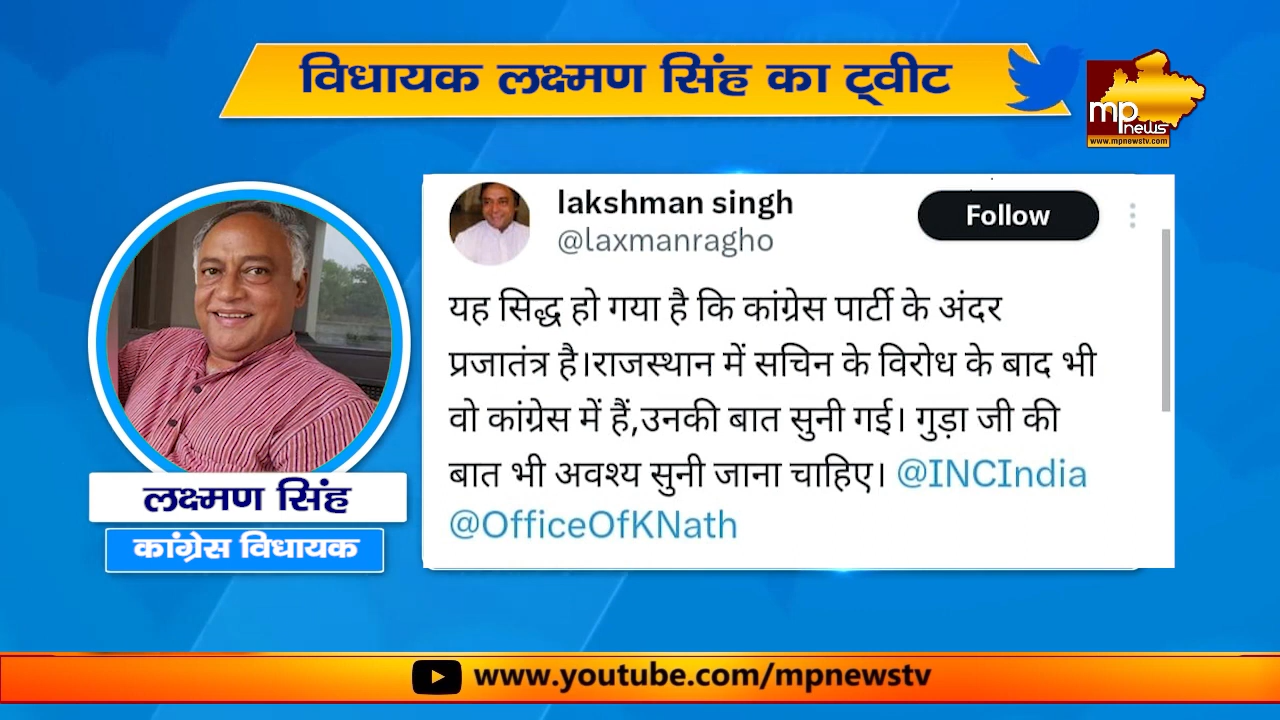 विधायक लक्ष्मण सिंह का ट्वीट
mp
news
www.mpnewstv.com
lakshman singh
@laxmanragho
Follow
यह सिद्ध हो गया है कि कांग्रेस पार्टी के अंदर
प्रजातंत्र है।राजस्थान में सचिन के विरोध के बाद भी
वो कांग्रेस में हैं,उनकी बात सुनी गई। गुड़ा जी की
बात भी अवश्य सुनी जाना चाहिए। @INCIndia
@OfficeOfKNath
लक्ष्मण सिंह
कांग्रेस विधायक
www.youtube.com/mpnewstv